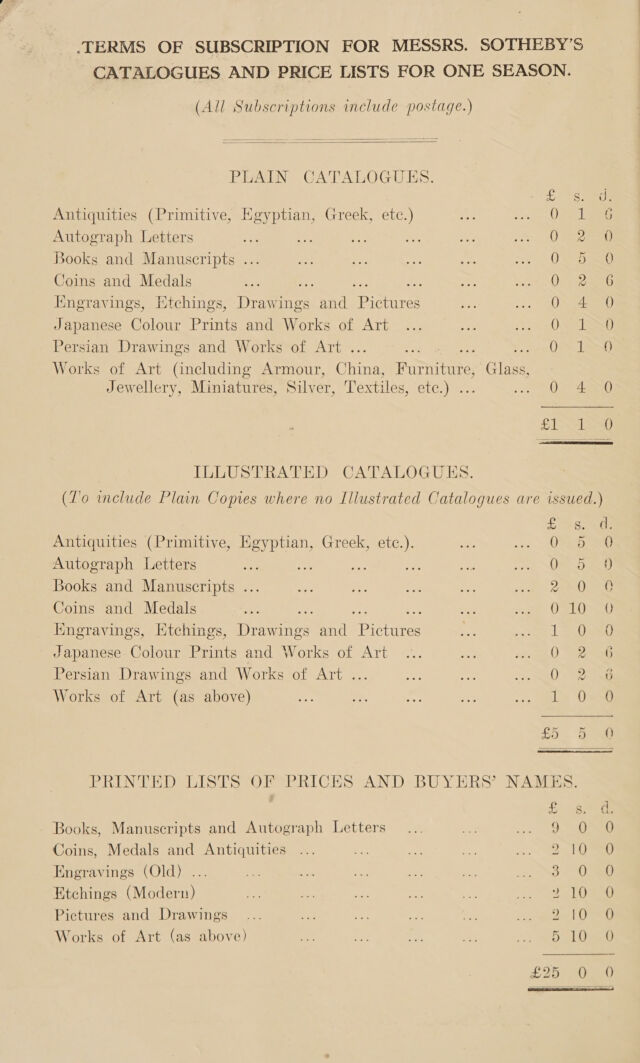 TERMS OF SUBSCRIPTION FOR MESSRS. SOTHEBY'S
CATALOGUES AND PRICE LISTS FOR ONE SEASON.
(All Subscriptions include postage.)
PLAIN CATALOGUES.
£ s. d.
Antiquities (Primitive, Egyptian, Greek, etc.) ... ... 0 1 6
Autograph Letters ... ... ... ... ... ... 0 2 0
Books and Manuscripts ... ... ... ... ... ... 0 5 0
Coins and Medals ... ... ... ... ... ... 0 2 6
Engravings, Etchings, Drawings and Pictures ... ... 0 4 0
Japanese Colour Prints and Works of Art ... ... ... 0 1 0
Persian Drawings and Works of Art ... ... ... ... 0 1 0
Works of Art (including Armour, China, Furniture, Glass,
Jewellery, Miniatures, Silver, Textiles, etc.) ... ... 0 4 0
£1 1 0
ILLUSTRATED CATALOGUES.
(To include Plain Copies where no Illustrated Catalogues are issued.)
£ s. d.
Antiquities (Primitive, Egyptian, Greek, etc.). ... ... 0 5 0
Autograph Letters ... ... ... ... ... ... 0 5 0
Books and Manuscripts ... ... ... ... ... ... 2 0 0
Coins and Medals ... ... ... ... ... ... 0 10 0
Engravings, Etchings, Drawings and Pictures ... ... 1 0 0
Japanese Colour Prints and Works of Art ... ... ... 0 2 6
Persian Drawings and Works of Art ... ... ... ... 0 2 6
Works of Art (as above) ... ... ... ... ... 1 0 0
£5 5 0
PRINTED LISTS OF PRICES AND BUYERS' NAMES.
£ s. d.
Books, Manuscripts and Autograph Letters ... ... ... 9 0 0
Coins, Medals and Antiquities ... ... ... ... ... 2 10 0
Engravings (Old) ... ... ... ... ... ... ... 3 0 0
Etchings (Modern) ... ... ... ... ... ... 2 10 0
Pictures and Drawings ... ... ... ... ... ... 2 10 0
Works of Art (as above) ... ... ... ... ... 5 10 0
£25 0 0